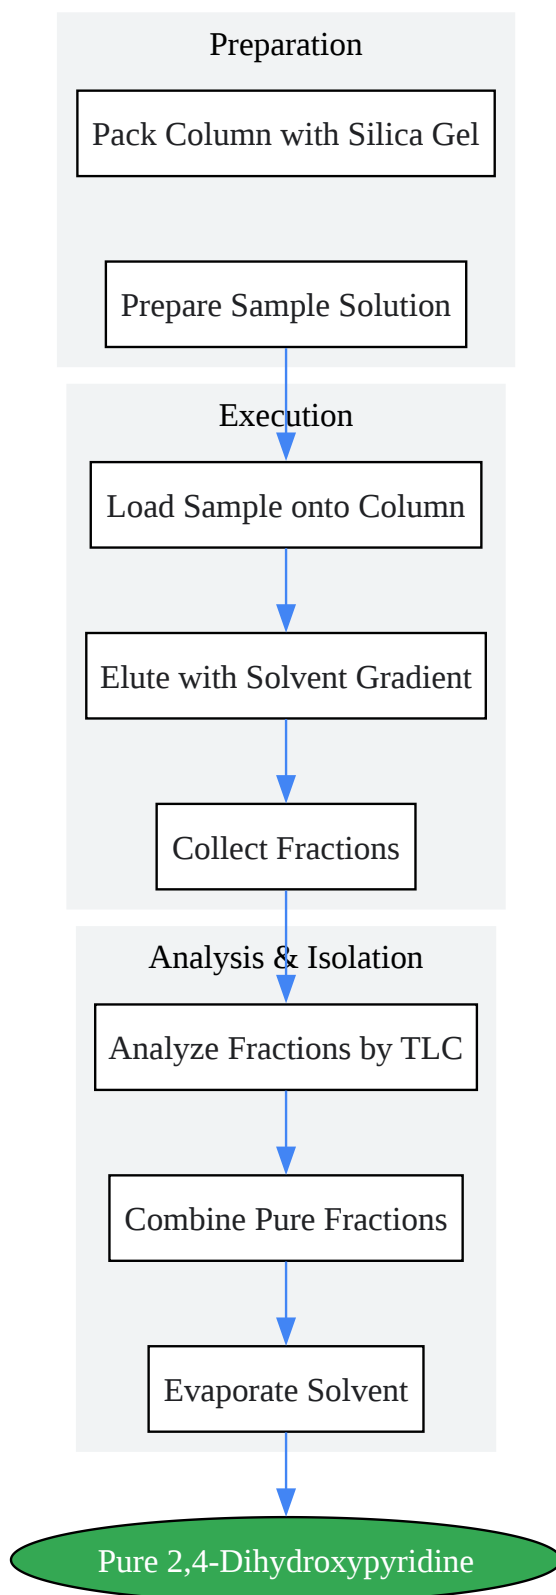 Preparation
Pack Column with Silica Gel
Prepare Sample Solution
Execution
Load Sample onto Column
Elute with Solvent Gradient
Collect Fractions
Analysis & Isolation
Analyze Fractions by TLC
Combine Pure Fractions
Evaporate Solvent
Pure 2,4-Dihydroxypyridine